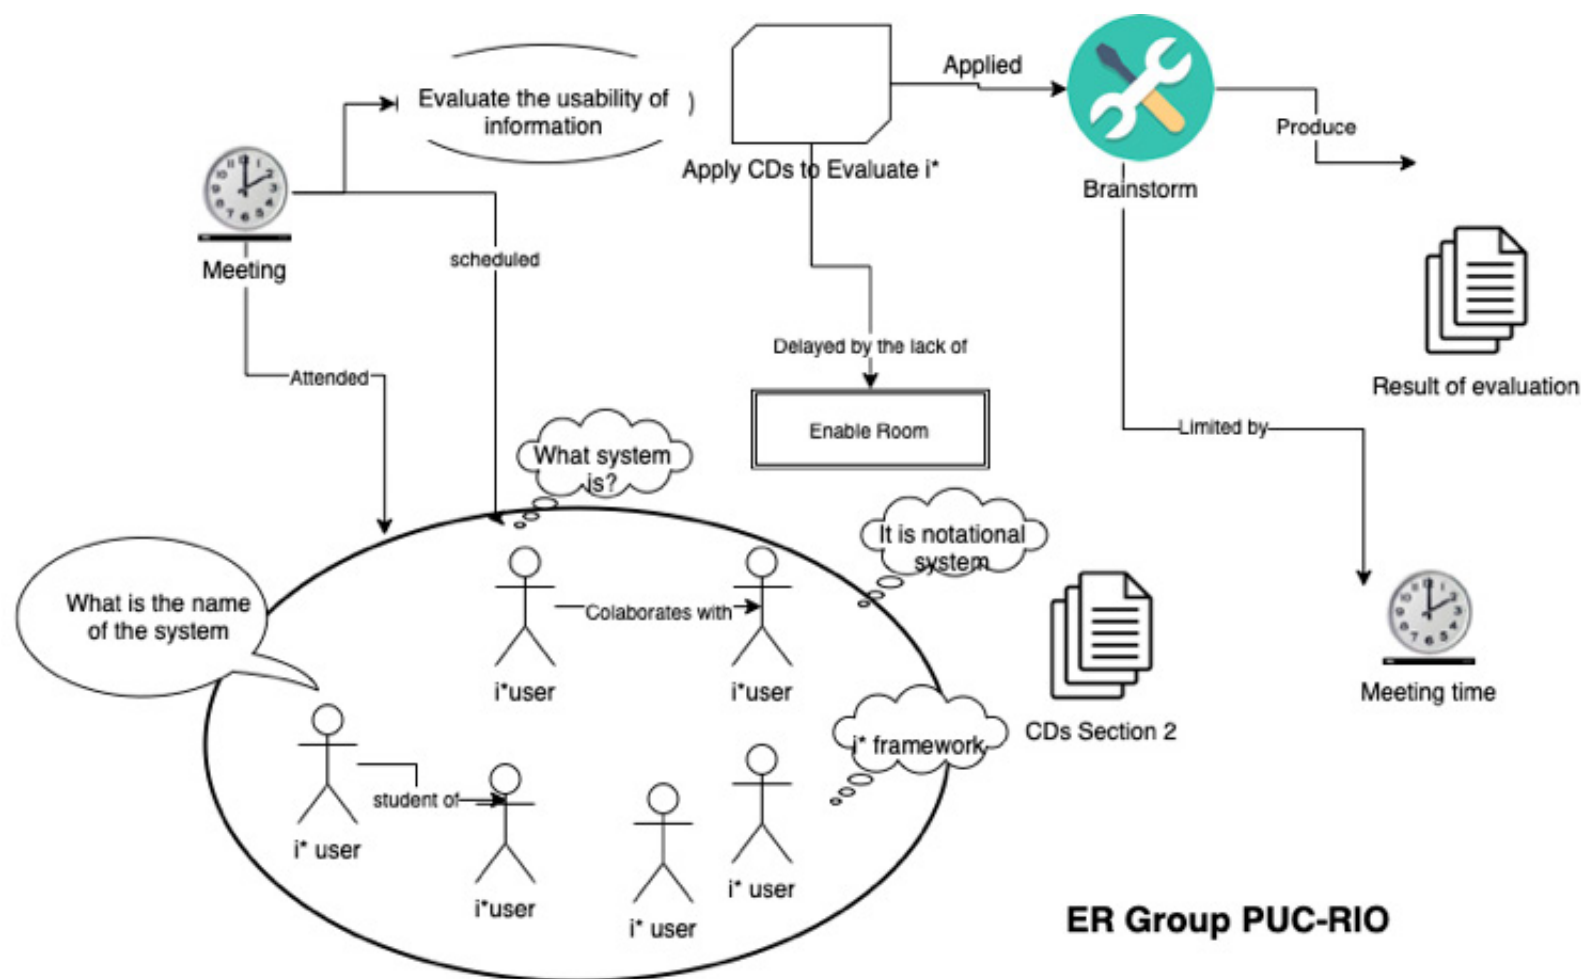 Applied
Evaluate the usability of
information
Produce
Apply CDs to Evaluate i*
Brainstorm
Meeting
scheduled
Delayed by the lack of
Attended
Result of evaluation
Enable Room
Limited by
What system
is?
It is notational
system
What is the name
of the system
Colaborates with
i*user
i*user
Meeting time
CDs Section 2
i* framework
student of
i* user
i*user
i* user
i* user
ER Group PUC-RIO